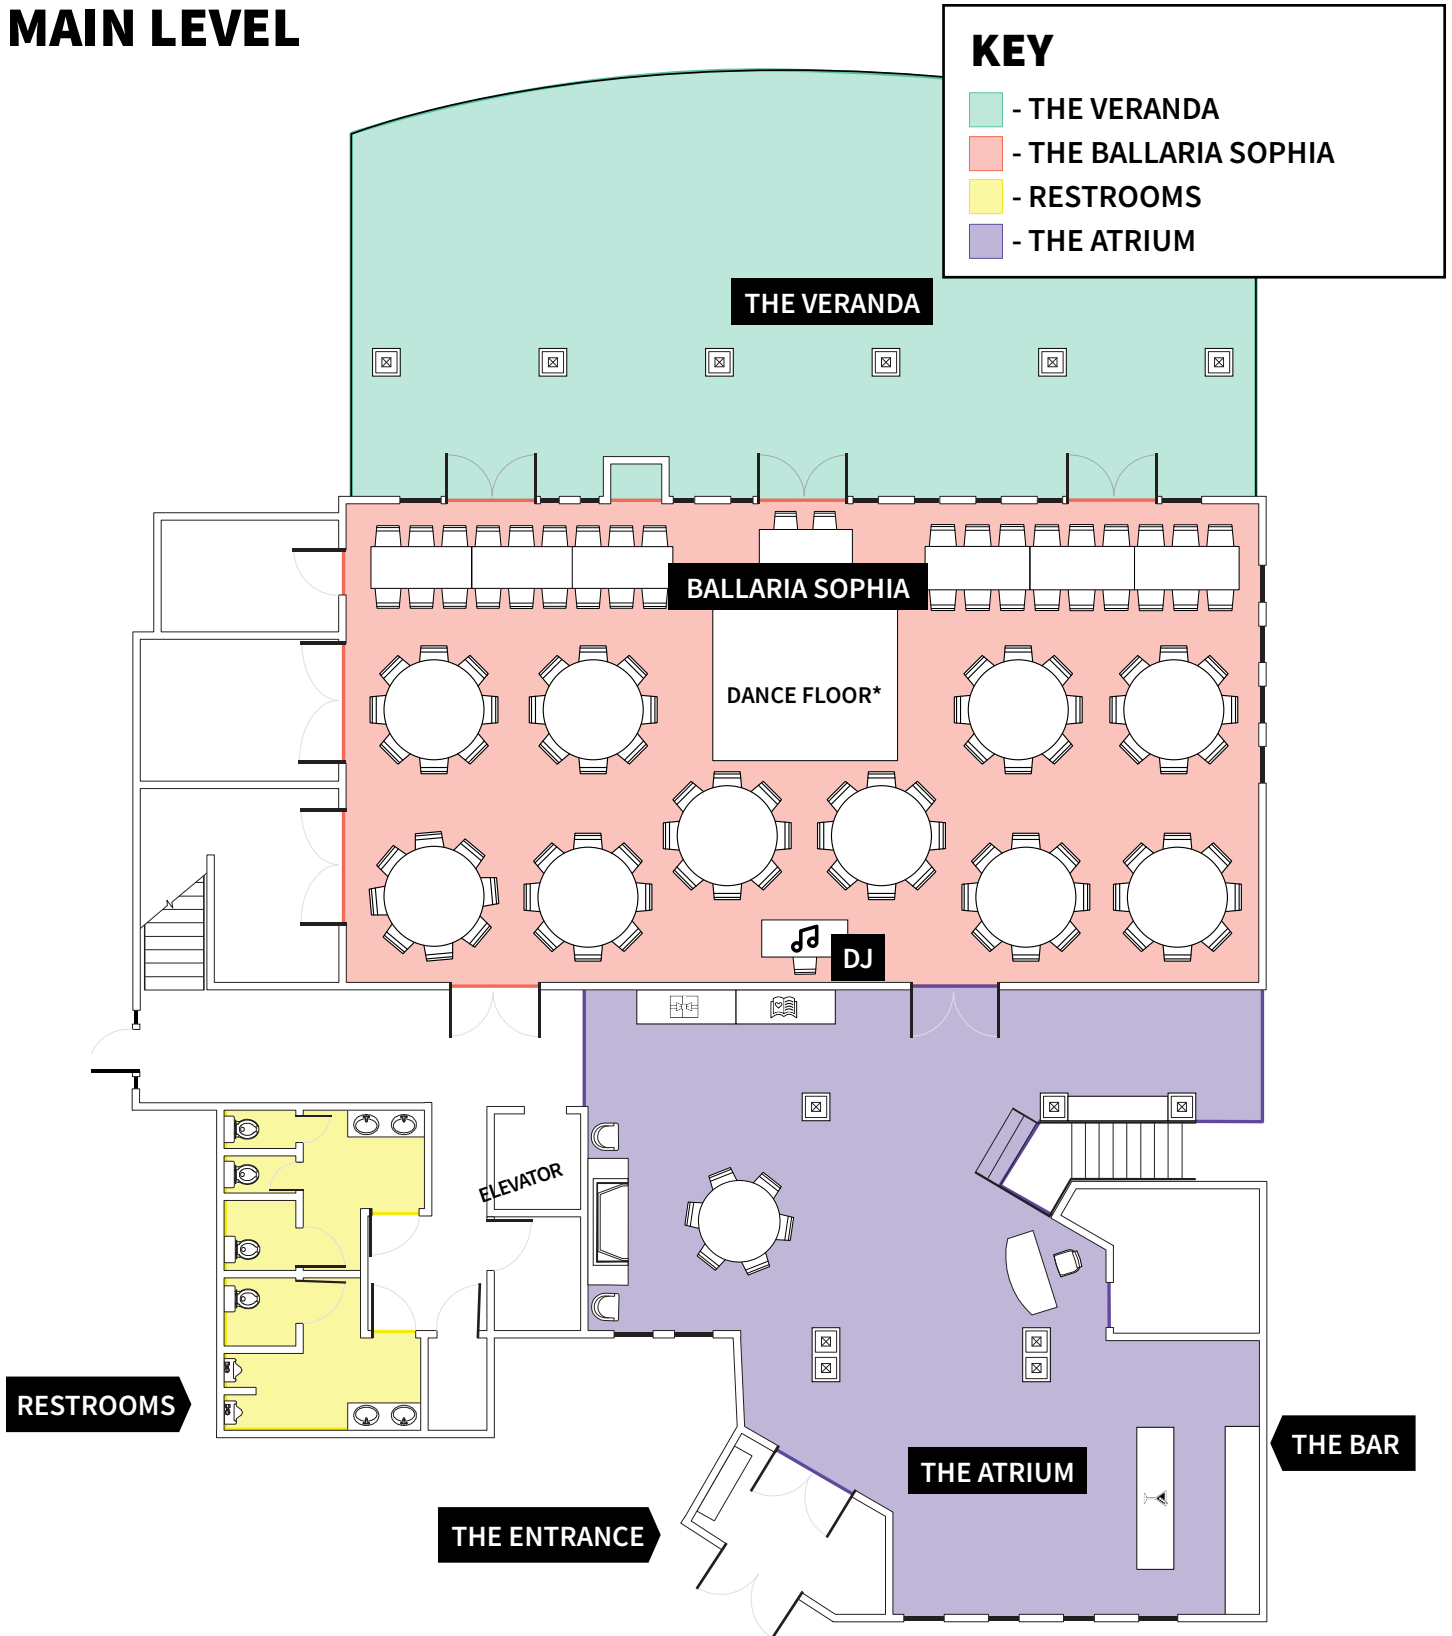 MAIN LEVEL
KEY
- THE VERANDA
- THE BALLARIA SOPHIA
- RESTROOMS
- THE ATRIUM
THE VERANDA
BALLARIA SOPHIA
DANCE FLOOR*
DJ
ELEVATOR
RESTROOMS
THE BAR
THE ATRIUM
THE ENTRANCE